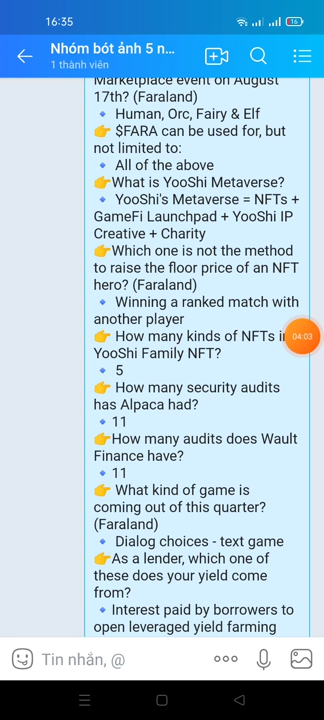 16:35
16
Nhóm bót ảnh 5 n...
1 thành viên
Marketplace event on August
17th? (Faraland)
🔹 Human, Orc, Fairy & Elf
👉 $FARA can be used for, but
not limited to:
🔹 All of the above
👉What is YooShi Metaverse?
🔹 YooShi's Metaverse = NFTs +
GameFi Launchpad + YooShi IP
Creative + Charity
👉Which one is not the method
to raise the floor price of an NFT
hero? (Faraland)
🔹 Winning a ranked match with
another player
👉 How many kinds of NFTs in
04:03
YooShi Family NFT?
🔹 5
👉 How many security audits
has Alpaca had?
🔹11
👉How many audits does Wault
Finance have?
🔹11
👉 What kind of game is
coming out of this quarter?
(Faraland)
🔹 Dialog choices - text game
👉As a lender, which one of
these does your yield come
from?
🔹Interest paid by borrowers to
open leveraged yield farming
Tin nhắn, @